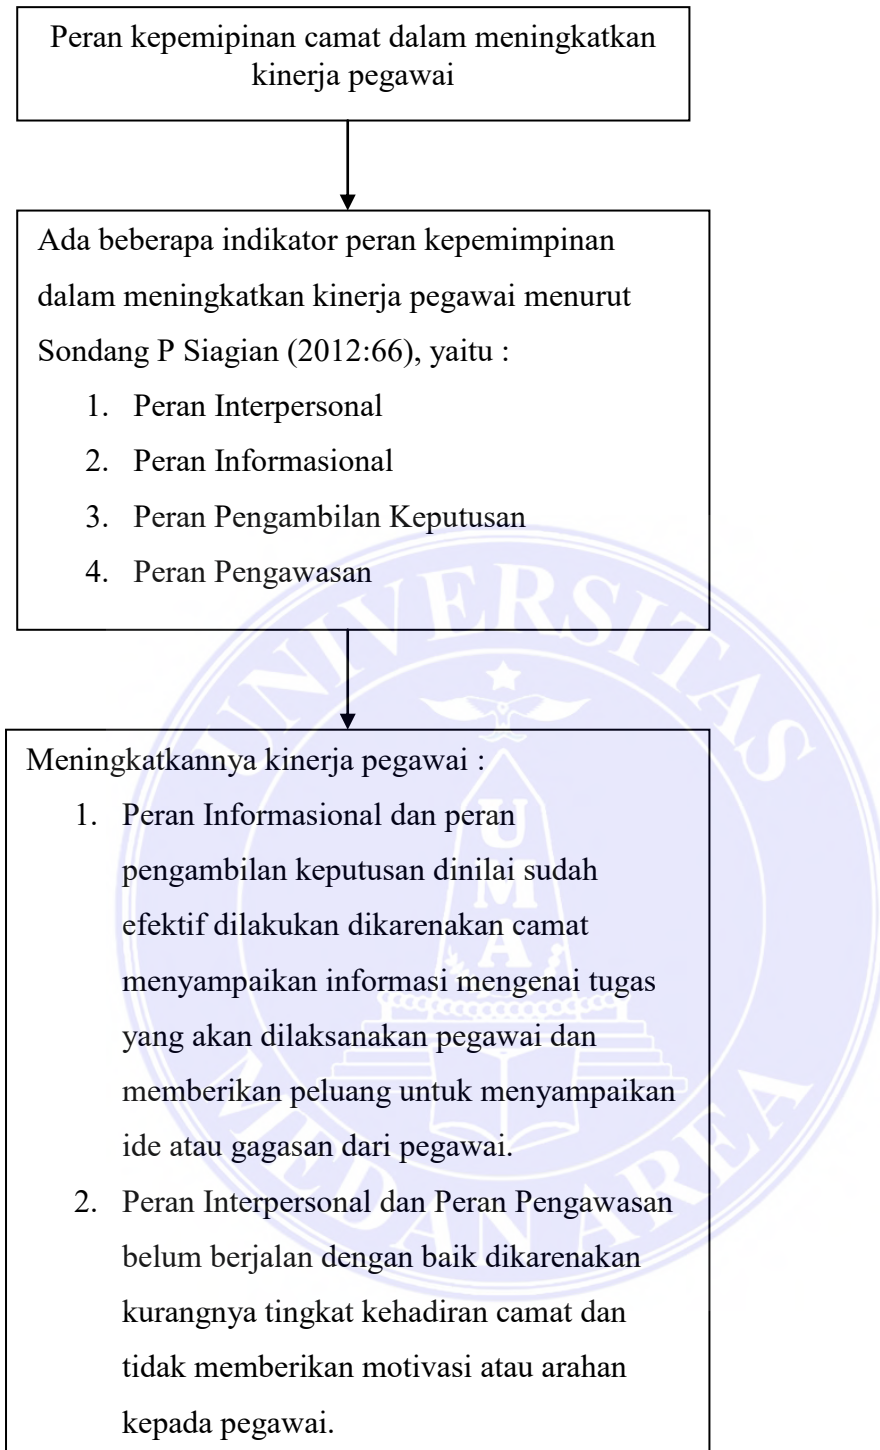 Peran kepemipinan camat dalam meningkatkan
kinerja pegawai
Ada beberapa indikator peran kepemimpinan
dalam meningkatkan kinerja pegawai menurut
Sondang P Siagian (2012:66), yaitu :
1. Peran Interpersonal
2. Peran Informasional
3. Peran Pengambilan Keputusan
4. Peran Pengawasan
Meningkatkannya kinerja pegawai :
1. Peran Informasional dan peran
pengambilan keputusan dinilai sudah
efektif dilakukan dikarenakan camat
menyampaikan informasi mengenai tugas
yang akan dilaksanakan pegawai dan
memberikan peluang untuk menyampaikan
ide atau gagasan dari pegawai.
2. Peran Interpersonal dan Peran Pengawasan
belum berjalan dengan baik dikarenakan
kurangnya tingkat kehadiran camat dan
tidak memberikan motivasi atau arahan
kepada pegawai.
UNIVERSITAS
UMA
MEDAN AREA